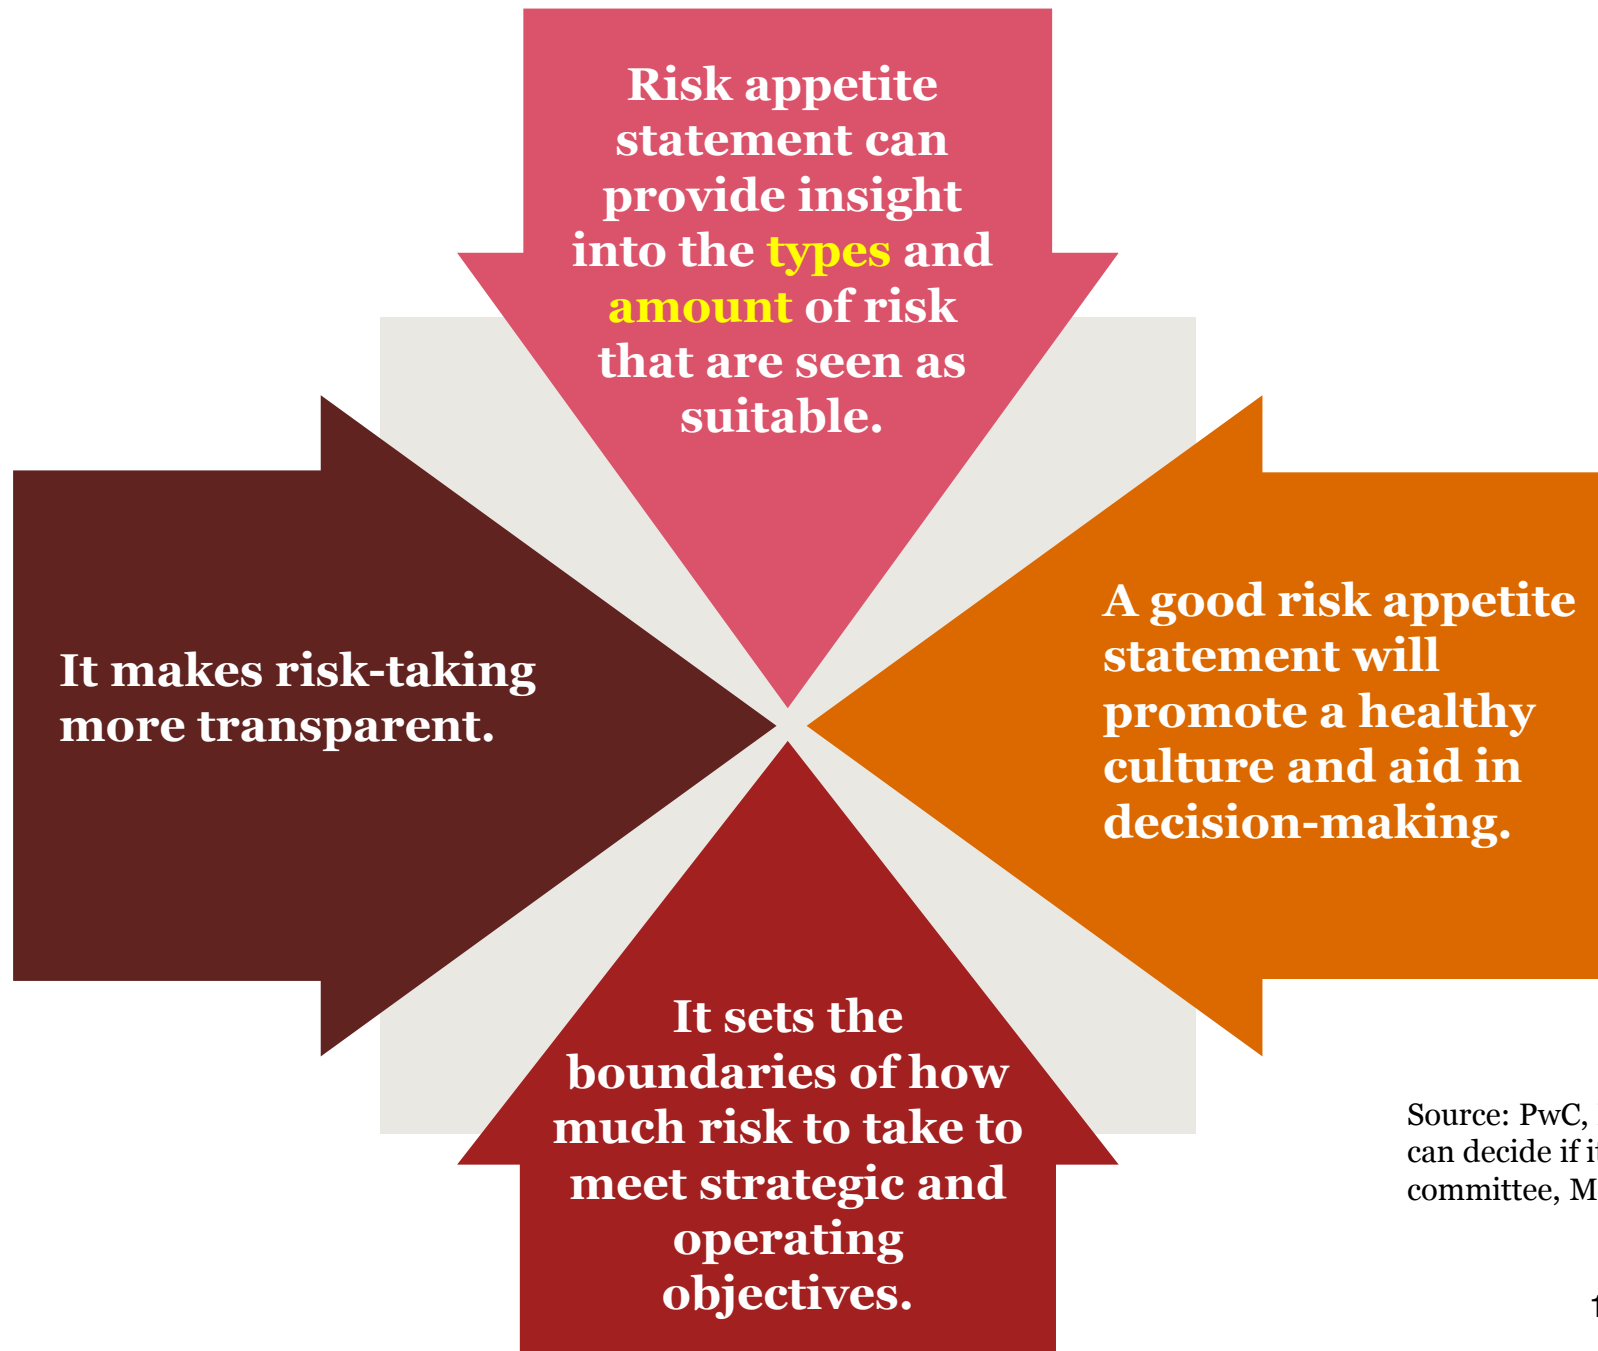 Risk appetite
statement can
provide insight
into the types and
amount of risk
that are seen as
suitable.
It makes risk-taking
more transparent.
A good risk appetite
statement will
promote a healthy
culture and aid in
decision-making.
It sets the
boundaries of how
much risk to take to
meet strategic and
operating
objectives.
Source: PwC,
can decide if
committee,